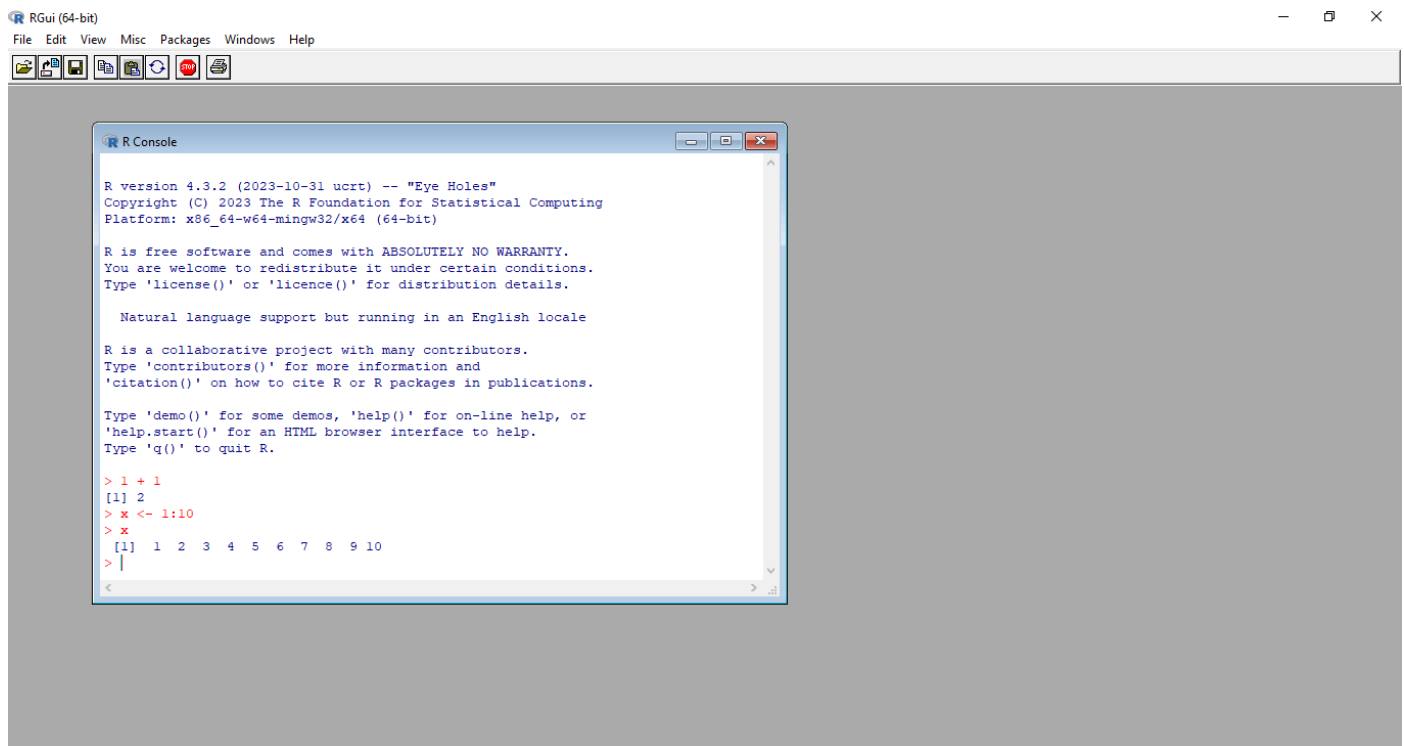 RGui (64-bit)
File Edit View Misc Packages Windows Help
STOP
R Console
R version 4.3.2 (2023-10-31 ucrt) -- "Eye Holes"
Copyright (C) 2023 The R Foundation for Statistical Computing
Platform: x86_64-w64-mingw32/x64 (64-bit)
R is free software and comes with ABSOLUTELY NO WARRANTY.
You are welcome to redistribute it under certain conditions.
Type 'license()' or 'licence()' for distribution details.
Natural language support but running in an English locale
R is a collaborative project with many contributors.
Type 'contributors()' for more information and
'citation()' on how to cite R or R packages in publications.
Type 'demo()' for some demos, 'help()' for on-line help, or
'help.start()' for an HTML browser interface to help.
Type 'q()' to quit R.
> 1 + 1
[1] 2
> x <- 1:10
> x
[1] 1 2 3 4 5 6 7 8 9 10
>